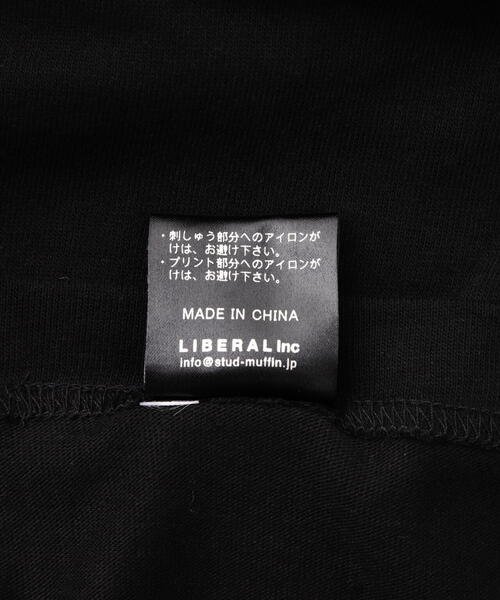 ・刺しゅう部分へのアイロンが
けは、お避け下さい。
・プリント部分へのアイロンが
けは、お避け下さい。
MADE IN CHINA
LIBERAL Inc
info@stud-muffin.jp